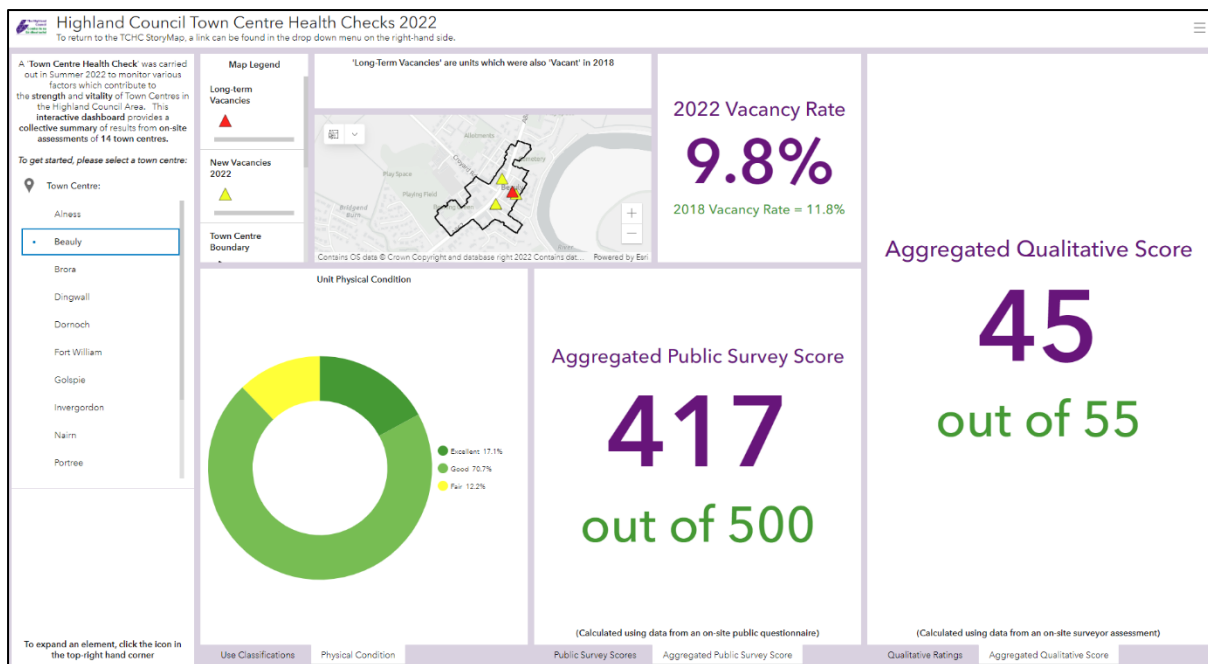 Highland Council Town Centre Health Checks 2022
To return to the TCHC StoryMap, a link can be found in the drop down menu on the right-hand side.
A 'Town Centre Health Check' was carried
out in Summer 2022 to monitor various
factors which contribute to
the strength and vitality of Town Centres in
the Highland Council Area. This
interactive dashboard provides a
collective summary of results from on-site
assessments of 14 town centres.
To get started, please select a town centre:
Town Centre:
Alness
Beauly
Brora
Dingwall
Dornoch
Fort William
Golspie
Invergordon
Nairn
Portree
To expand an element, click the icon in
the top-right hand corner
Map Legend
Long-term
Vacancies
New Vacancies
2022
Town Centre
Boundary
'Long-Term Vacancies' are units which were also 'Vacant' in 2018
Allotments
Play Space
Playing Field
Bridgend
Burn
+
−
Contains OS data © Crown Copyright and database right 2022 Contains dat...
Powered by Esri
2022 Vacancy Rate
9.8%
2018 Vacancy Rate = 11.8%
Unit Physical Condition
Excellent 17.1%
Good 70.7%
Fair 12.2%
Use Classifications
Physical Condition
Aggregated Public Survey Score
417
out of 500
(Calculated using data from an on-site public questionnaire)
Public Survey Scores
Aggregated Public Survey Score
Aggregated Qualitative Score
45
out of 55
(Calculated using data from an on-site surveyor assessment)
Qualitative Ratings
Aggregated Qualitative Score